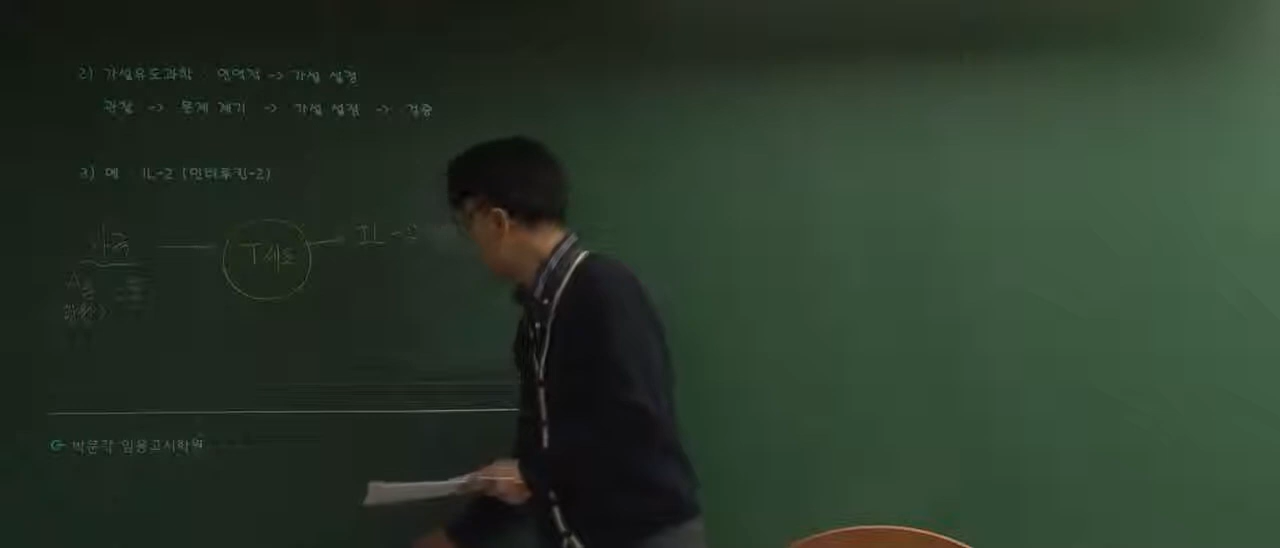 2) 가설유도과학 : 연역적 -> 가설 설정
관찰 -> 문제 제기 -> 가설 설정 -> 검증
3) 예 : IL-2 (인터루킨-2)
자극 T세포 IL-2
박문각 임용고시학원